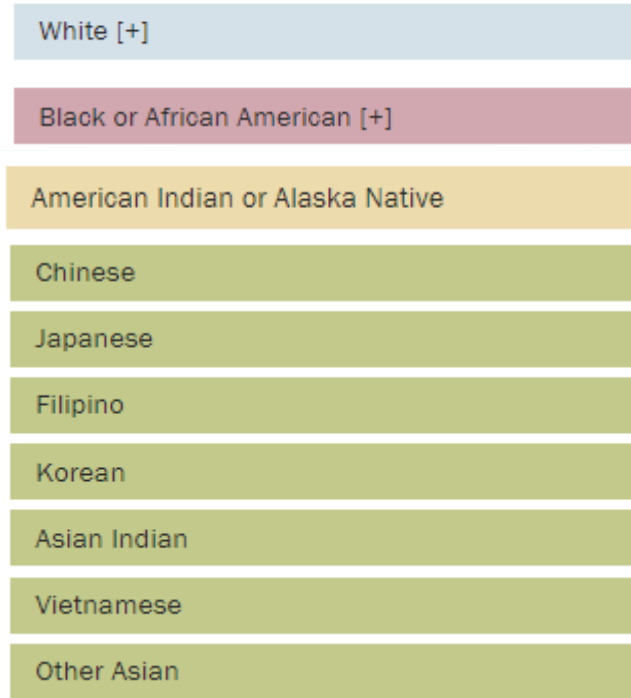 White [+]
Black or African American [+]
American Indian or Alaska Native
Chinese
Japanese
Filipino
Korean
Asian Indian
Vietnamese
Other Asian